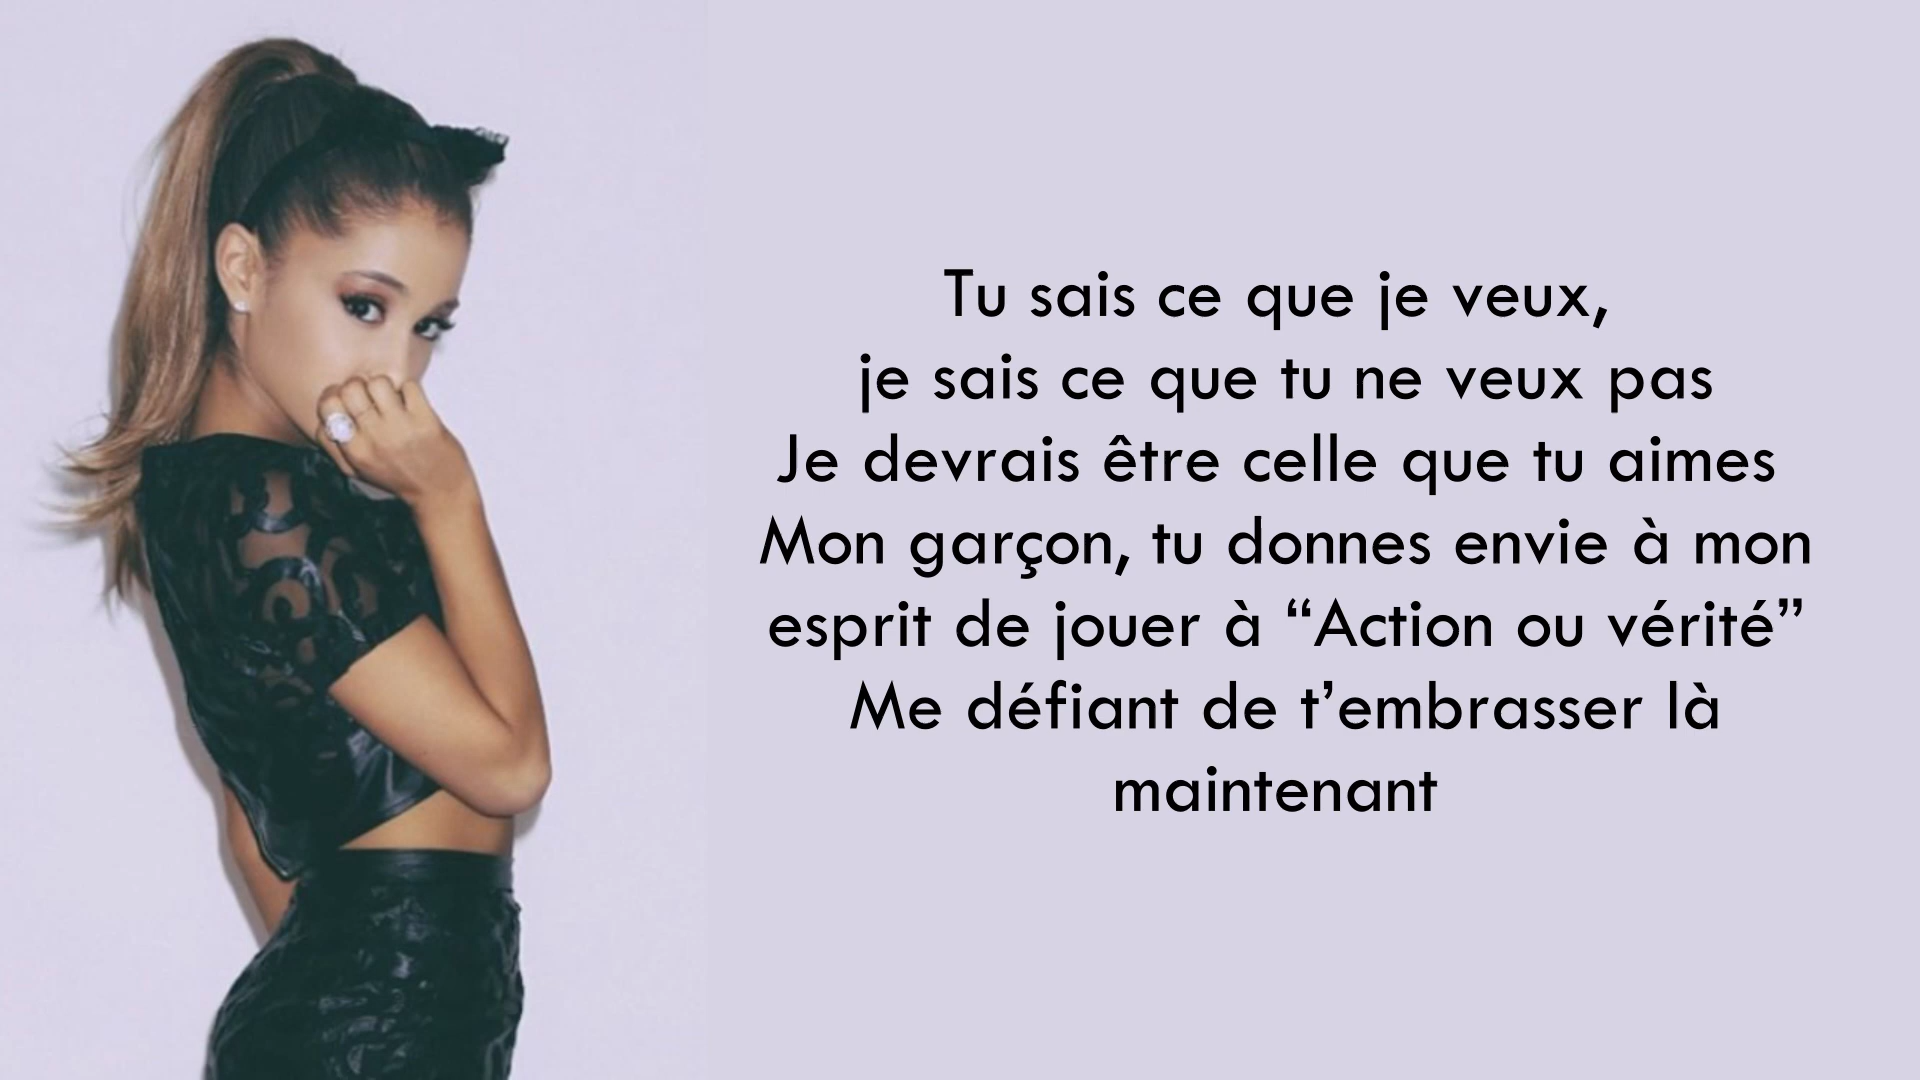 Tu sais ce que je veux,
je sais ce que tu ne veux pas
Je devrais être celle que tu aimes
Mon garçon, tu donnes envie à mon
esprit de jouer à “Action ou vérité”
Me défiant de t’embrasser là
maintenant